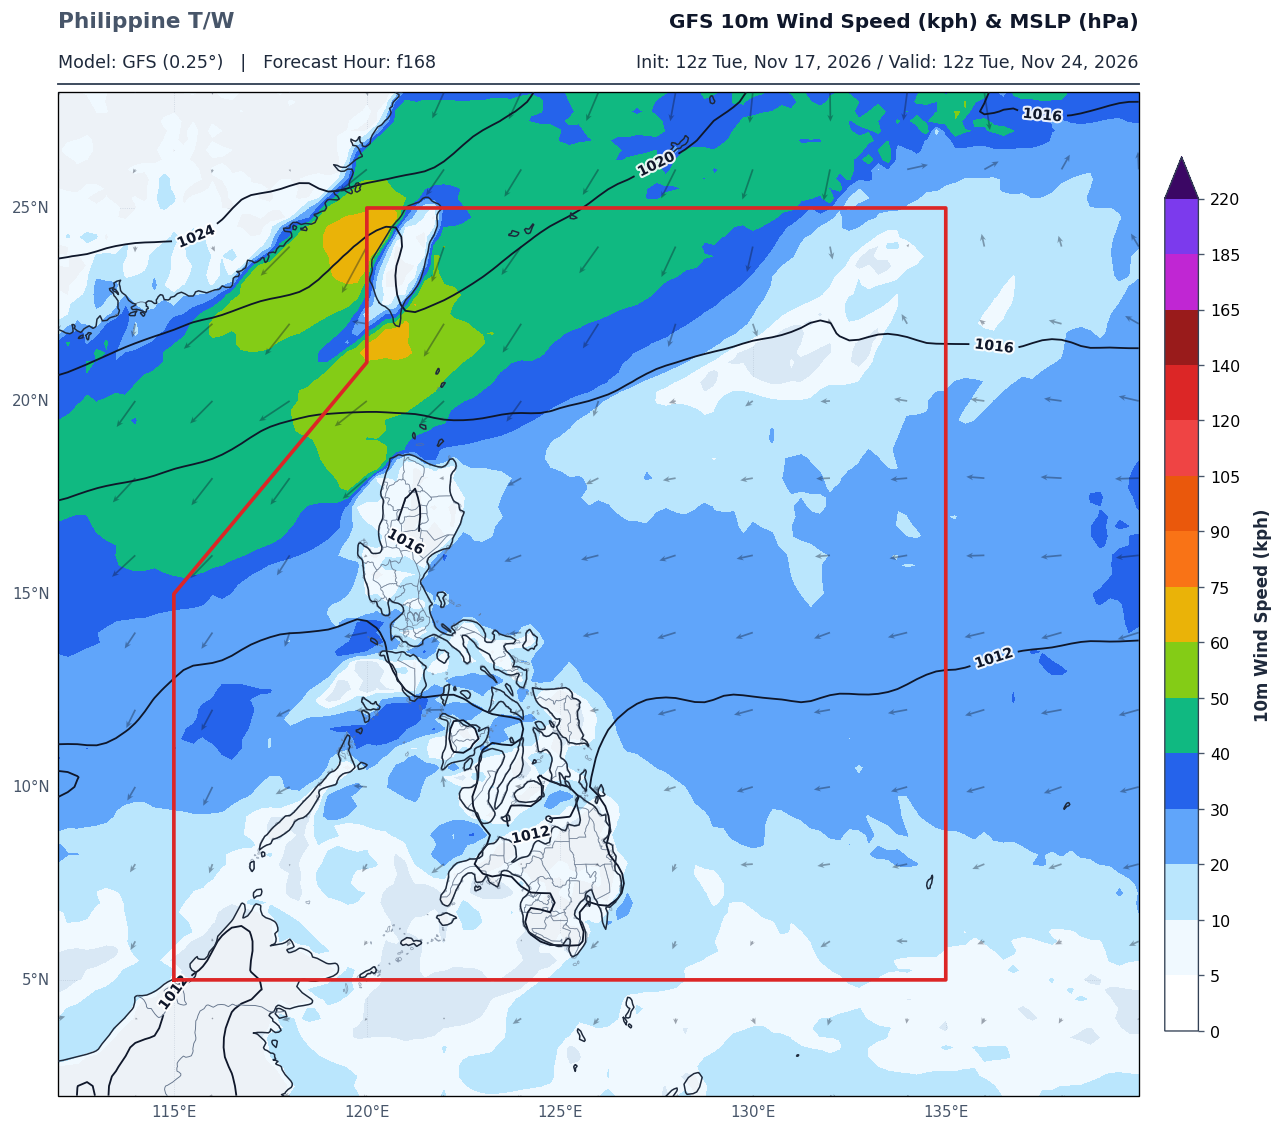 Philippine T/W
GFS 10m Wind Speed (kph) & MSLP (hPa)
Model: GFS (0.25°)   |   Forecast Hour: f168
Init: 12z Tue, Nov 17, 2026 / Valid: 12z Tue, Nov 24, 2026
1016
1020
1024
1016
1016
1012
1012
1012
25°N
20°N
15°N
10°N
5°N
115°E
120°E
125°E
130°E
135°E
220
185
165
140
120
105
90
75
60
50
40
30
20
10
5
0
10m Wind Speed (kph)